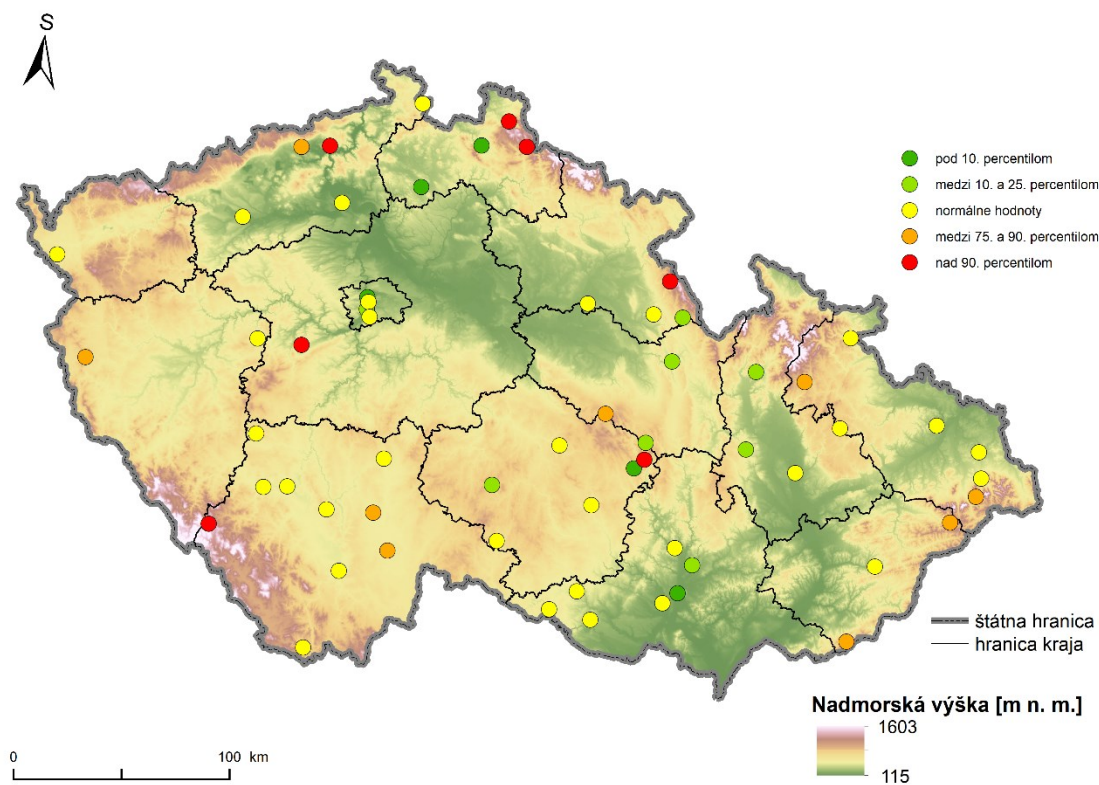 S
pod 10. percentilom
medzi 10. a 25. percentilom
normálne hodnoty
medzi 75. a 90. percentilom
nad 90. percentilom
štátna hranica
hranica kraja
Nadmorská výška [m n. m.]
1603
115
0 100 km